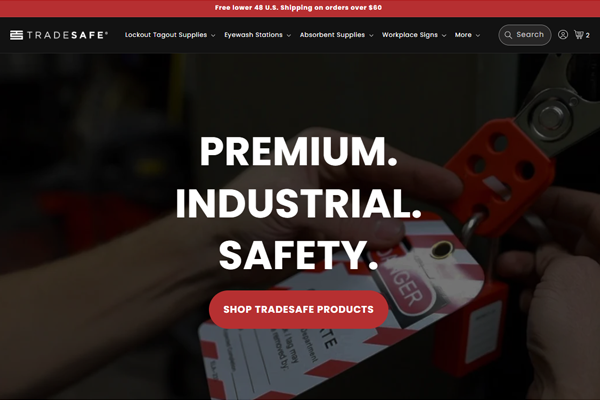 Free lower 48 U.S. Shipping on orders over $60
TRADESAFE®
Lockout Tagout Supplies
Eyewash Stations
Absorbent Supplies
Workplace Signs
More
Search
2
PREMIUM.
INDUSTRIAL.
SAFETY.
DANGER
SHOP TRADESAFE PRODUCTS